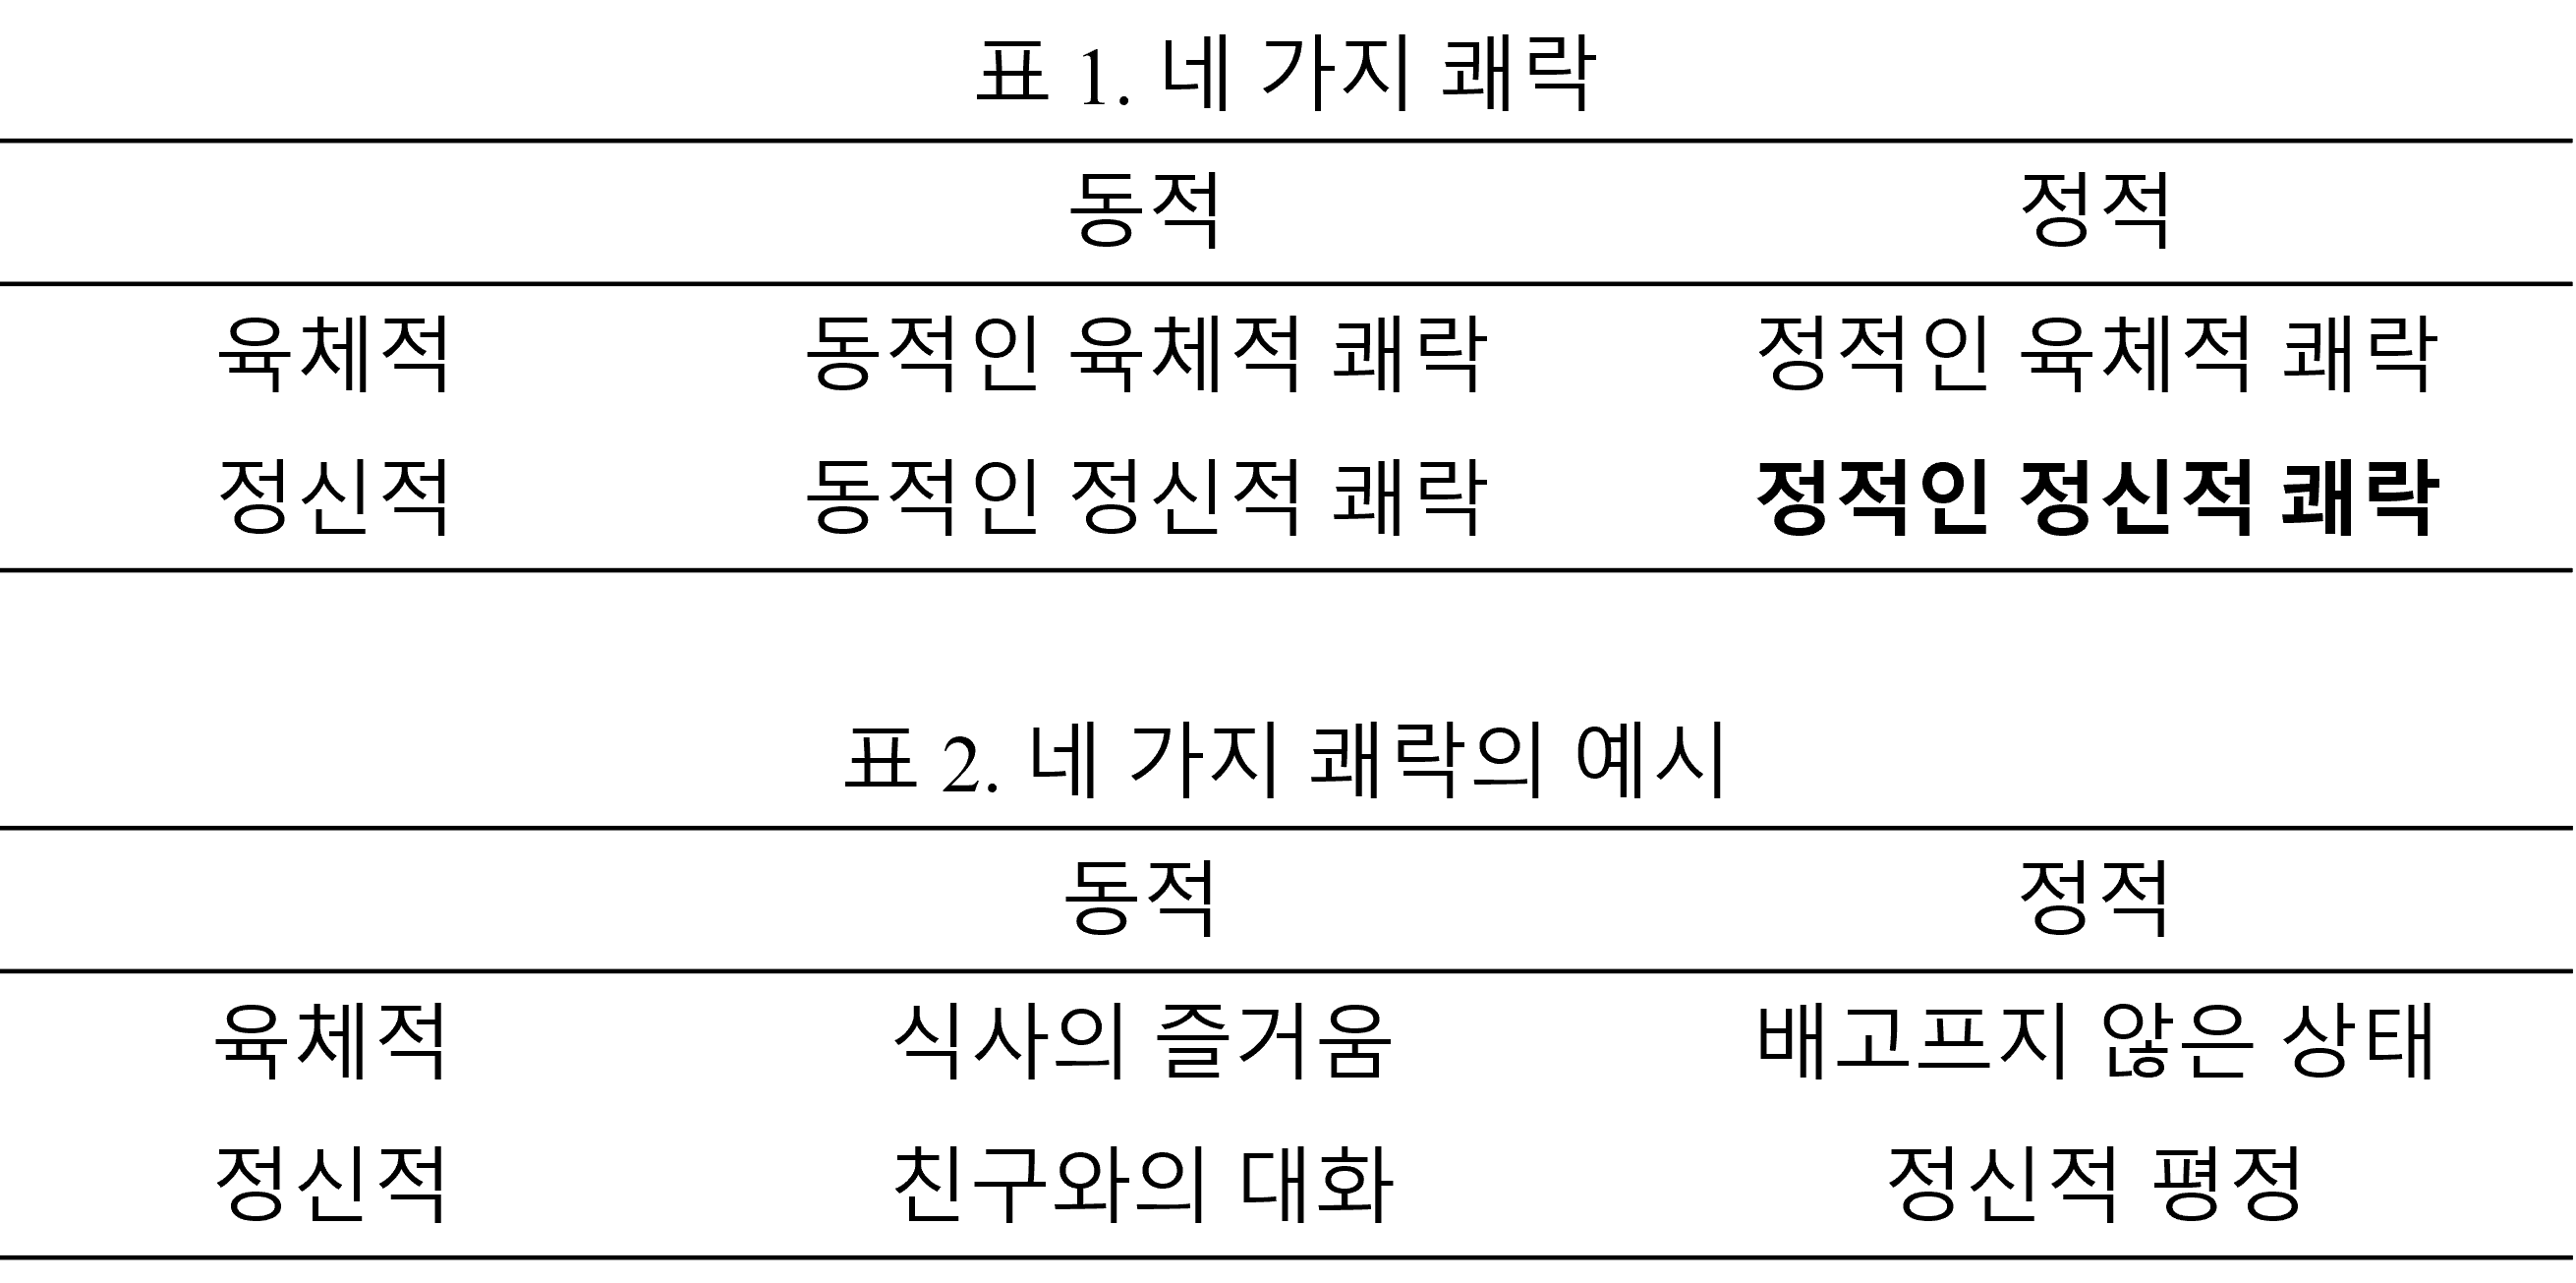 표 1. 네 가지 쾌락
동적 정적
육체적 동적인 육체적 쾌락 정적인 육체적 쾌락
정신적 동적인 정신적 쾌락 정적인 정신적 쾌락
표 2. 네 가지 쾌락의 예시
동적 정적
육체적 식사의 즐거움 배고프지 않은 상태
정신적 친구와의 대화 정신적 평정